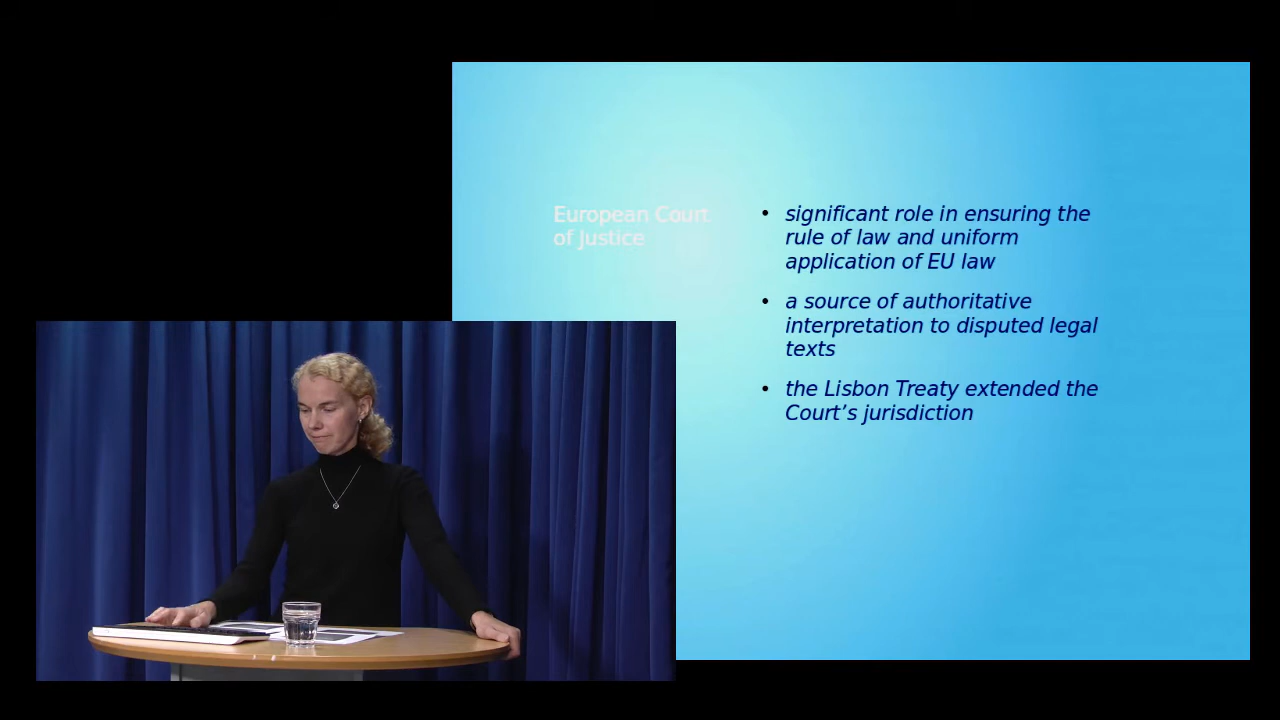 European Court
of Justice
• significant role in ensuring the
rule of law and uniform
application of EU law
• a source of authoritative
interpretation to disputed legal
texts
• the Lisbon Treaty extended the
Court’s jurisdiction